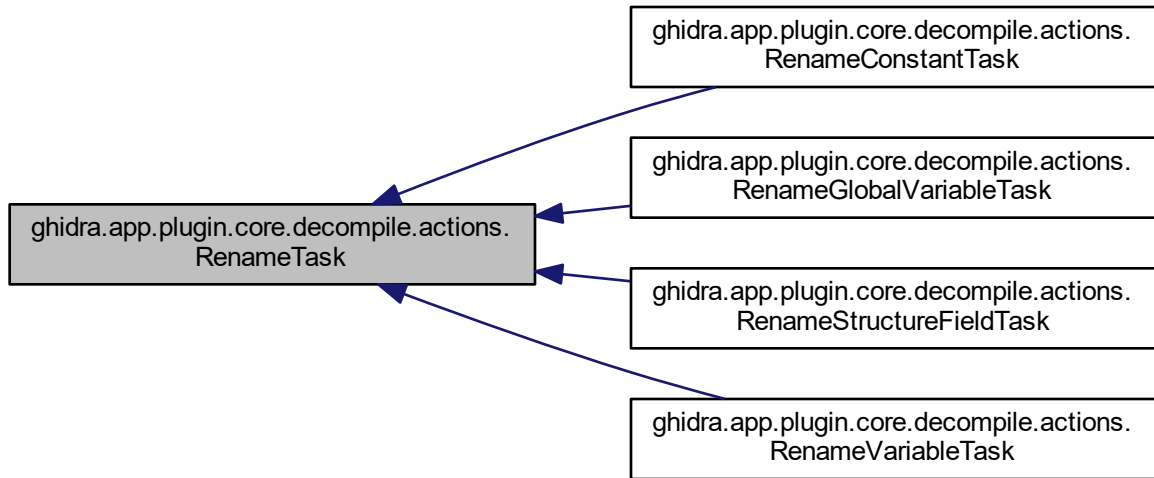 ghidra.app.plugin.core.decompile.actions.
RenameTask
ghidra.app.plugin.core.decompile.actions.
RenameConstantTask
ghidra.app.plugin.core.decompile.actions.
RenameGlobalVariableTask
ghidra.app.plugin.core.decompile.actions.
RenameStructureFieldTask
ghidra.app.plugin.core.decompile.actions.
RenameVariableTask